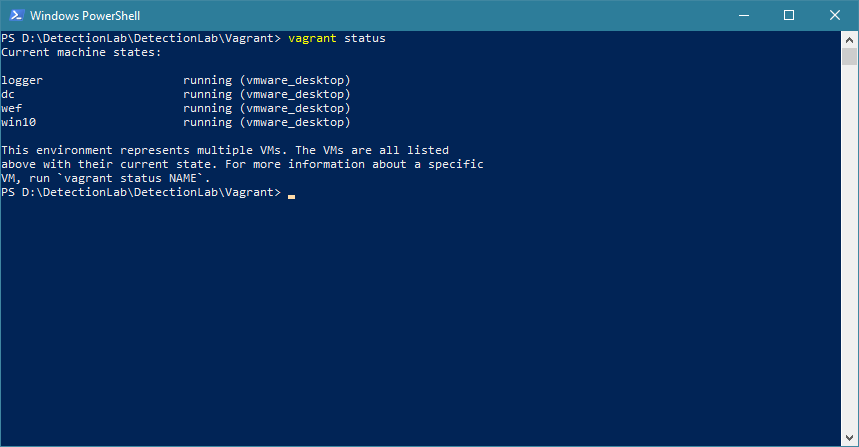 Windows PowerShell
PS D:\DetectionLab\DetectionLab\Vagrant> vagrant status
Current machine states:
logger                    running (vmware_desktop)
dc                        running (vmware_desktop)
wef                       running (vmware_desktop)
win10                     running (vmware_desktop)
This environment represents multiple VMs. The VMs are all listed
above with their current state. For more information about a specific
VM, run `vagrant status NAME`.
PS D:\DetectionLab\DetectionLab\Vagrant>